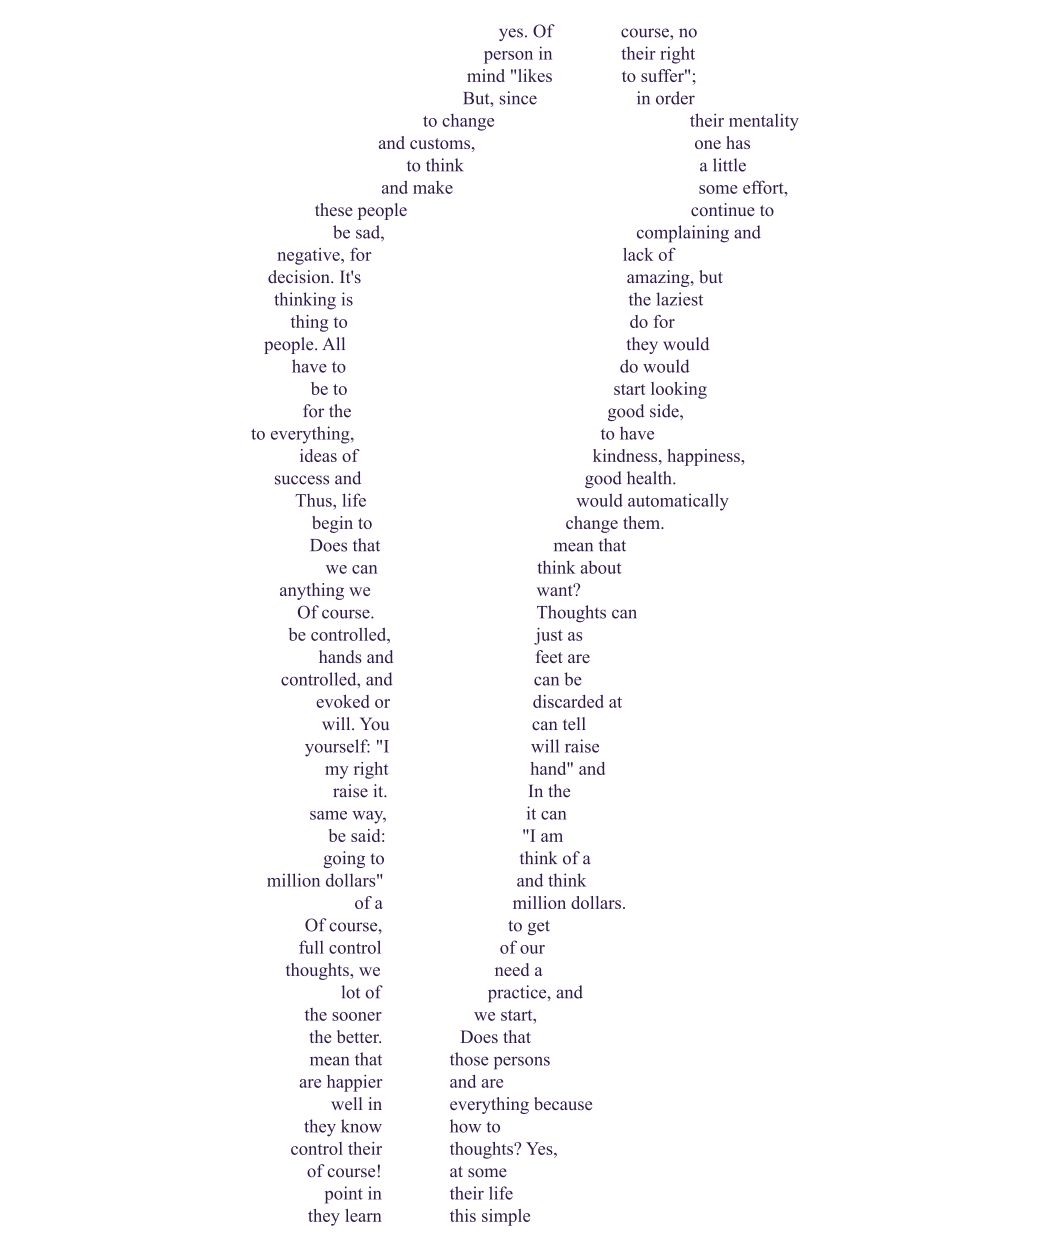 yes. Of course, no
person in their right
mind "likes to suffer";
But, since in order
to change their mentality
and customs, one has
to think a little
and make some effort,
these people continue to
be sad, complaining and
negative, for lack of
decision. It's amazing, but
thinking is the laziest
thing to do for
people. All they would
have to do would
be to start looking
for the good side,
to everything, to have
ideas of kindness, happiness,
success and good health.
Thus, life would automatically
begin to change them.
Does that mean that
we can think about
anything we want?
Of course. Thoughts can
be controlled, just as
hands and feet are
controlled, and can be
evoked or discarded at
will. You can tell
yourself: "I will raise
my right hand" and
raise it. In the
same way, it can
be said: "I am
going to think of a
million dollars" and think
of a million dollars.
Of course, to get
full control of our
thoughts, we need a
lot of practice, and
the sooner we start,
the better. Does that
mean that those persons
are happier and are
well in everything because
they know how to
control their thoughts? Yes,
of course! at some
point in their life
they learn this simple